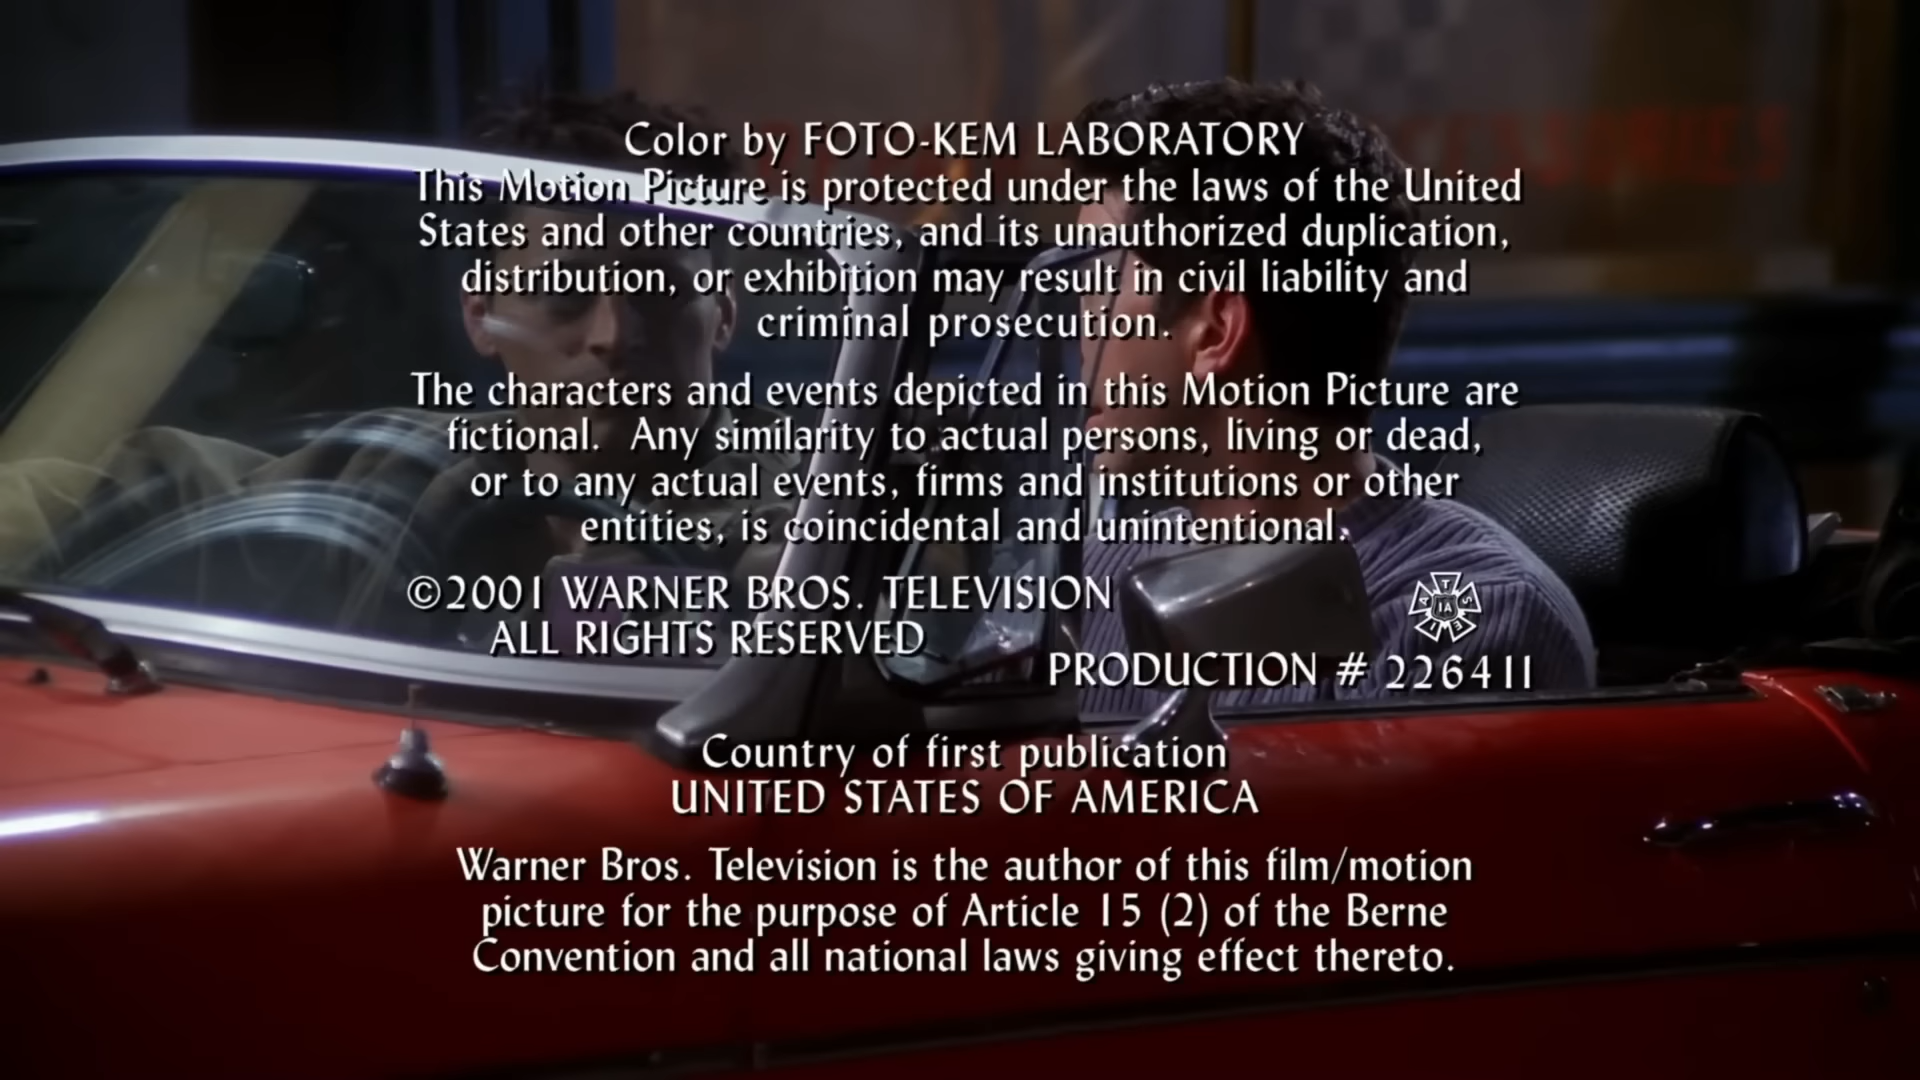 Color by FOTO-KEM LABORATORY
This Motion Picture is protected under the laws of the United
States and other countries, and its unauthorized duplication,
distribution, or exhibition may result in civil liability and
criminal prosecution.
The characters and events depicted in this Motion Picture are
fictional.  Any similarity to actual persons, living or dead,
or to any actual events, firms and institutions or other
entities, is coincidental and unintentional.
©2001 WARNER BROS. TELEVISION
ALL RIGHTS RESERVED
IATSE
IA
PRODUCTION # 226411
Country of first publication
UNITED STATES OF AMERICA
Warner Bros. Television is the author of this film/motion
picture for the purpose of Article 15 (2) of the Berne
Convention and all national laws giving effect thereto.